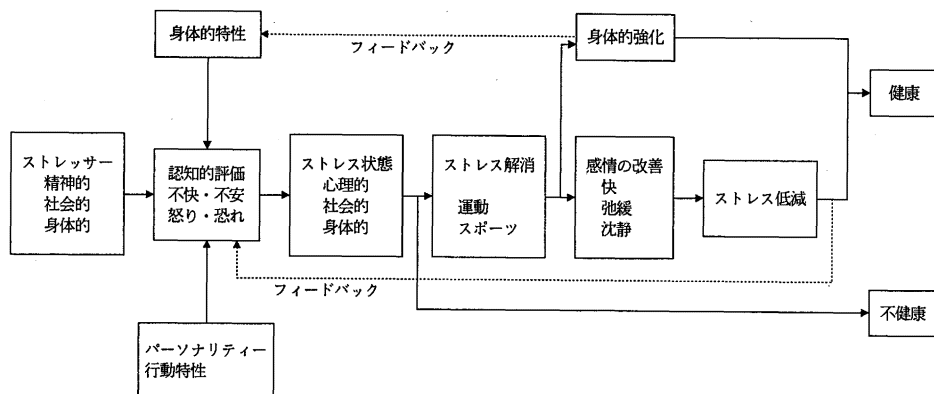 身体的特性
フィードバック
身体的強化
健康
ストレッサー
精神的
社会的
身体的
認知的評価
不快・不安
怒り・恐れ
ストレス状態
心理的
社会的
身体的
ストレス解消
運動
スポーツ
感情の改善
快
弛緩
沈静
ストレス低減
フィードバック
不健康
パーソナリティー
行動特性